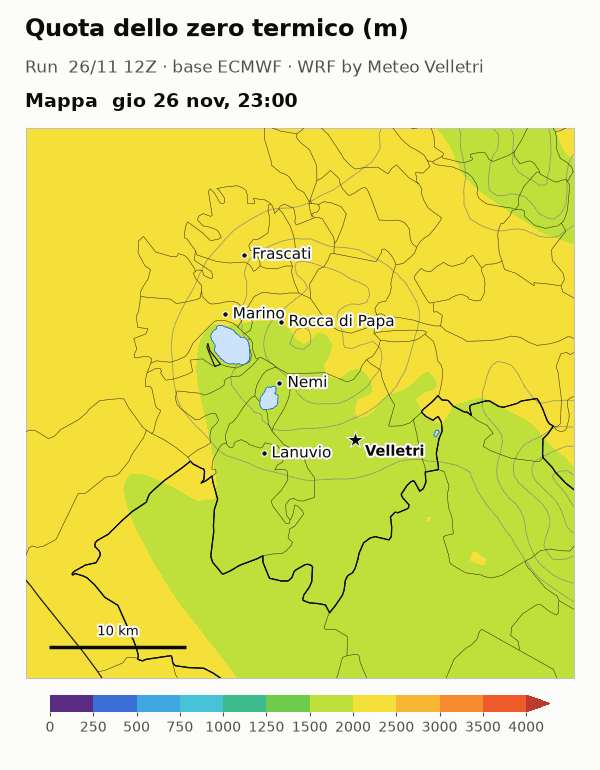 Quota dello zero termico (m)
Run  26/11 12Z · base ECMWF · WRF by Meteo Velletri
Mappa  gio 26 nov, 23:00
Frascati
Marino
Rocca di Papa
Nemi
Velletri
Lanuvio
10 km
0 250 500 750 1000 1250 1500 2000 2500 3000 3500 4000